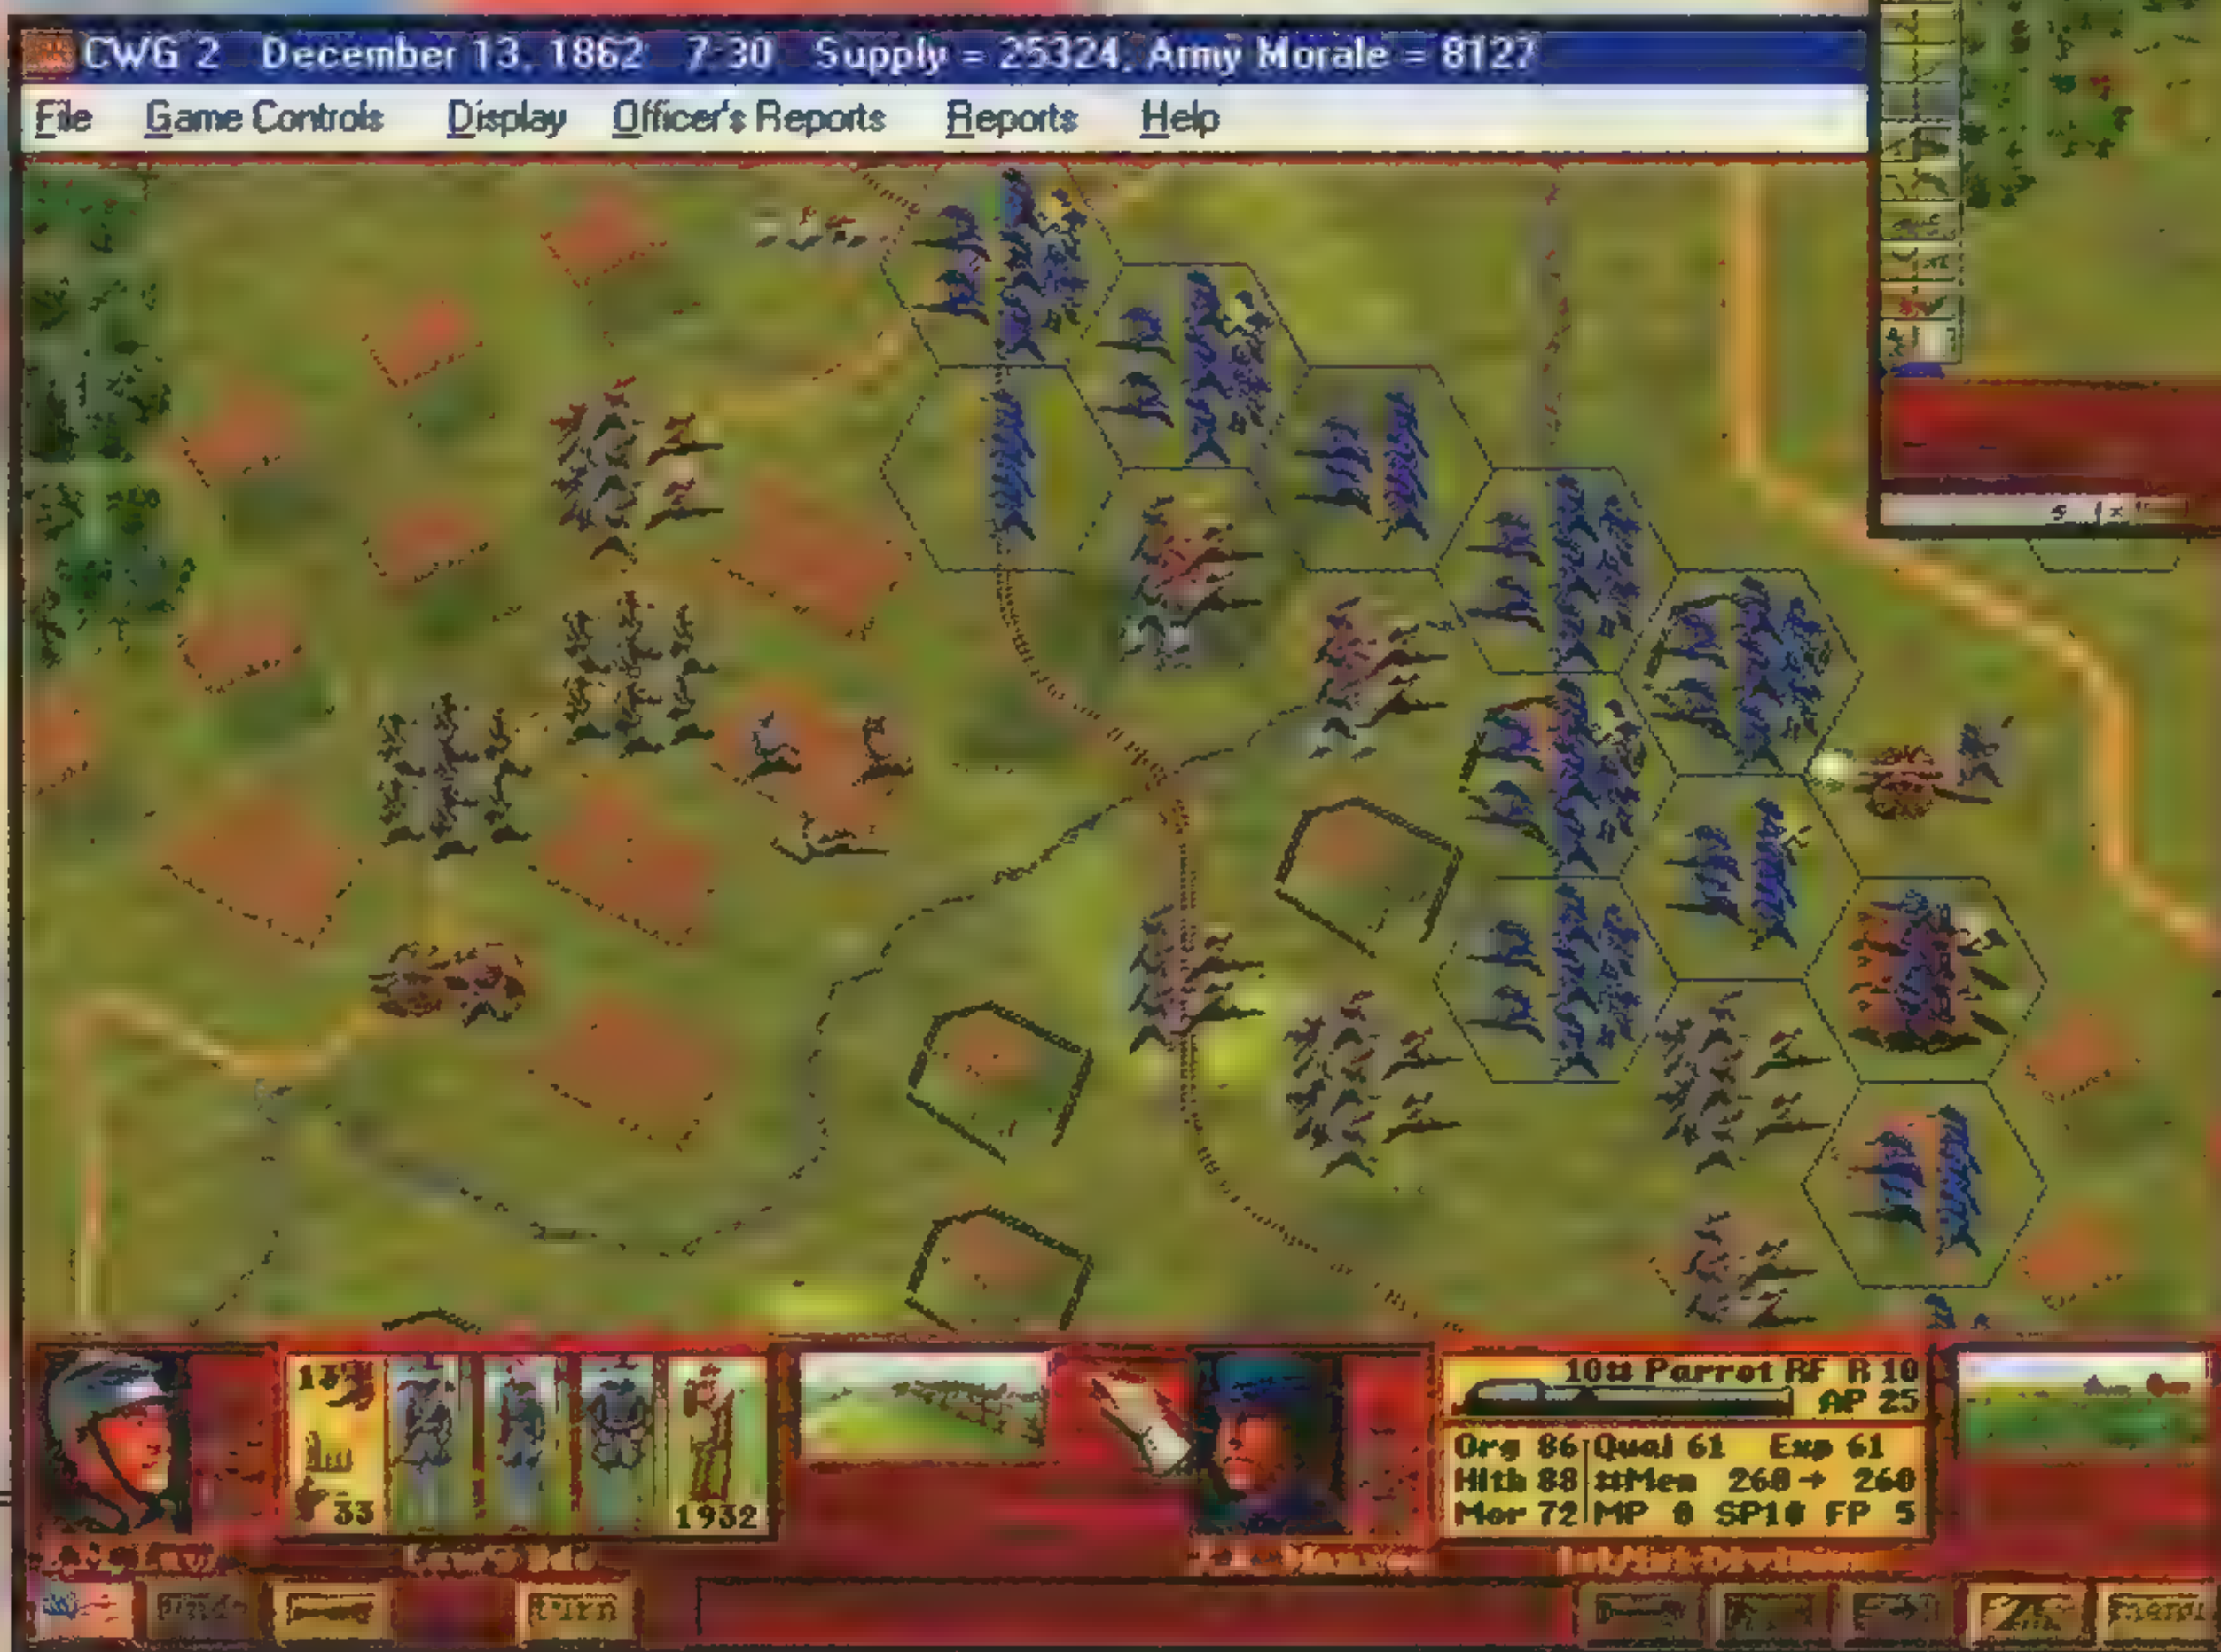 CWG 2 December 13, 1862 7:30 Supply = 25324, Army Morale = 8127
File Game Controls Display Officer's Reports Reports Help
33
1932
10# Parrot RF R 10
AP 25
Org 86 Qual 61 Exp 61
Hlth 88 #Men 260→ 260
Mor 72 MP 0 SP10 FP 5
turn